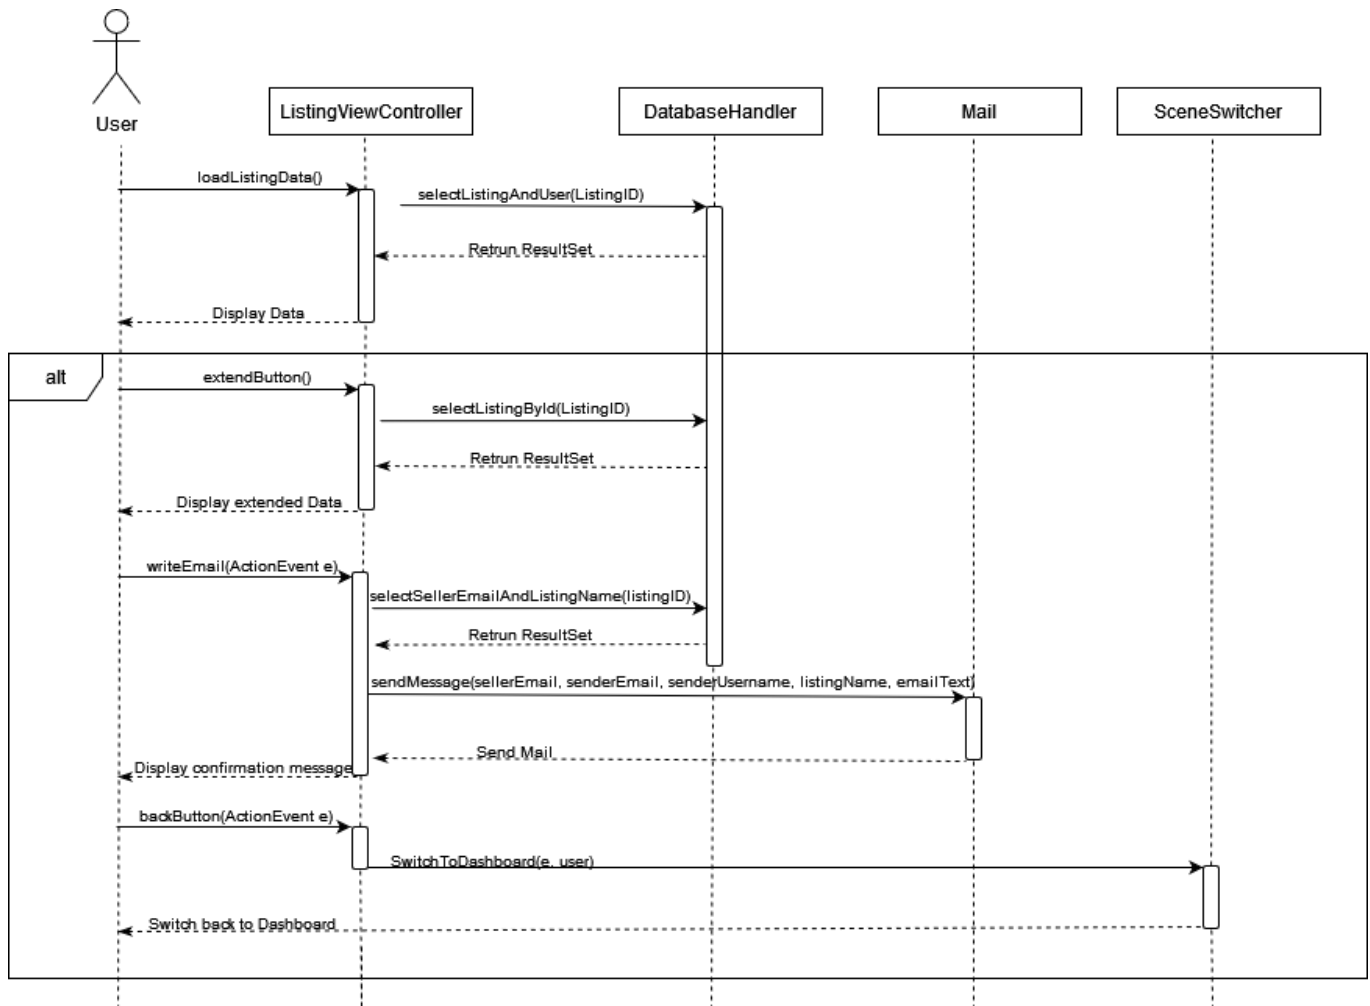 User
ListingViewController
DatabaseHandler
Mail
SceneSwitcher
loadListingData()
selectListingAndUser(ListingID)
Retrun ResultSet
Display Data
alt
extendButton()
selectListingById(ListingID)
Retrun ResultSet
Display extended Data
writeEmail(ActionEvent e)
selectSellerEmailAndListingName(listingID)
Retrun ResultSet
sendMessage(sellerEmail, senderEmail, senderUsername, listingName, emailText)
Send Mail
Display confirmation message
backButton(ActionEvent e)
SwitchToDashboard(e, user)
Switch back to Dashboard